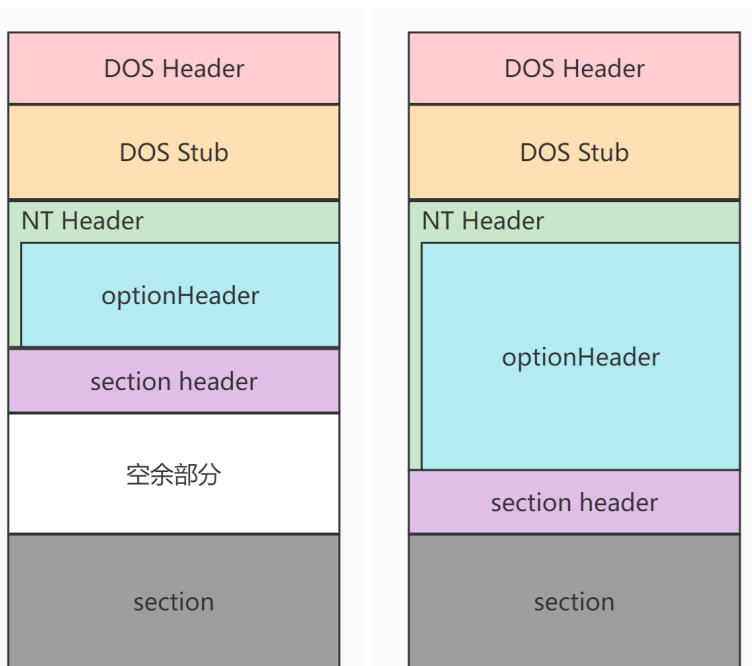 DOS Header
DOS Stub
NT Header
optionHeader
section header
空余部分
section
DOS Header
DOS Stub
NT Header
optionHeader
section header
section